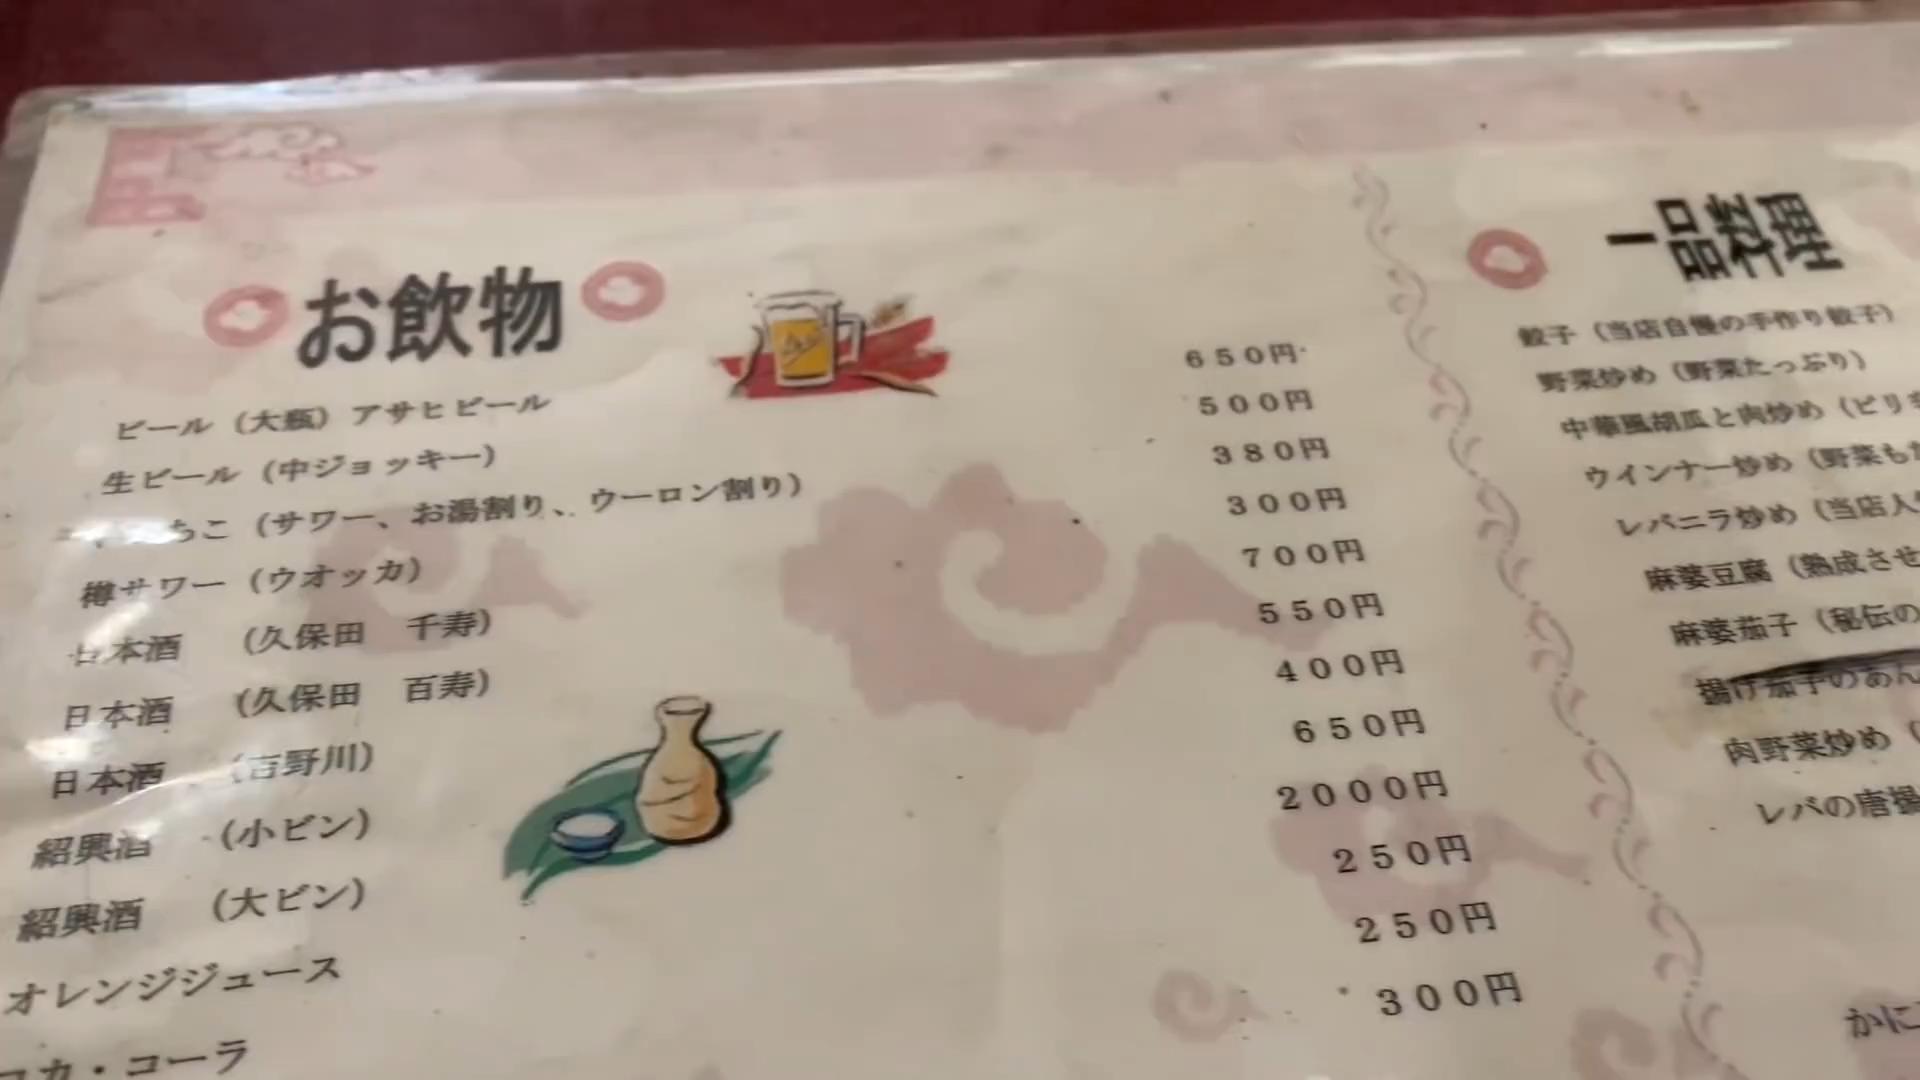 お飲物
ビール（大瓶）アサヒビール 650円
生ビール（中ジョッキー） 500円
ちこ（サワー、お湯割り、ウーロン割り） 380円
樽サワー（ウオッカ） 300円
日本酒 （久保田 千寿） 700円
日本酒 （久保田 百寿） 550円
日本酒 （吉野川） 400円
紹興酒 （小ビン） 650円
紹興酒 （大ビン） 2000円
オレンジジュース 250円
コカ・コーラ 250円
300円
一品料理
餃子（当店自慢の手作り餃子）
野菜炒め（野菜たっぷり）
中華風胡瓜と肉炒め（ピリ辛
ウインナー炒め（野菜も
レバニラ炒め（当店人気
麻婆豆腐（熟成させ
麻婆茄子（秘伝の
揚げ茄子のあん
肉野菜炒め（
レバの唐揚
かに